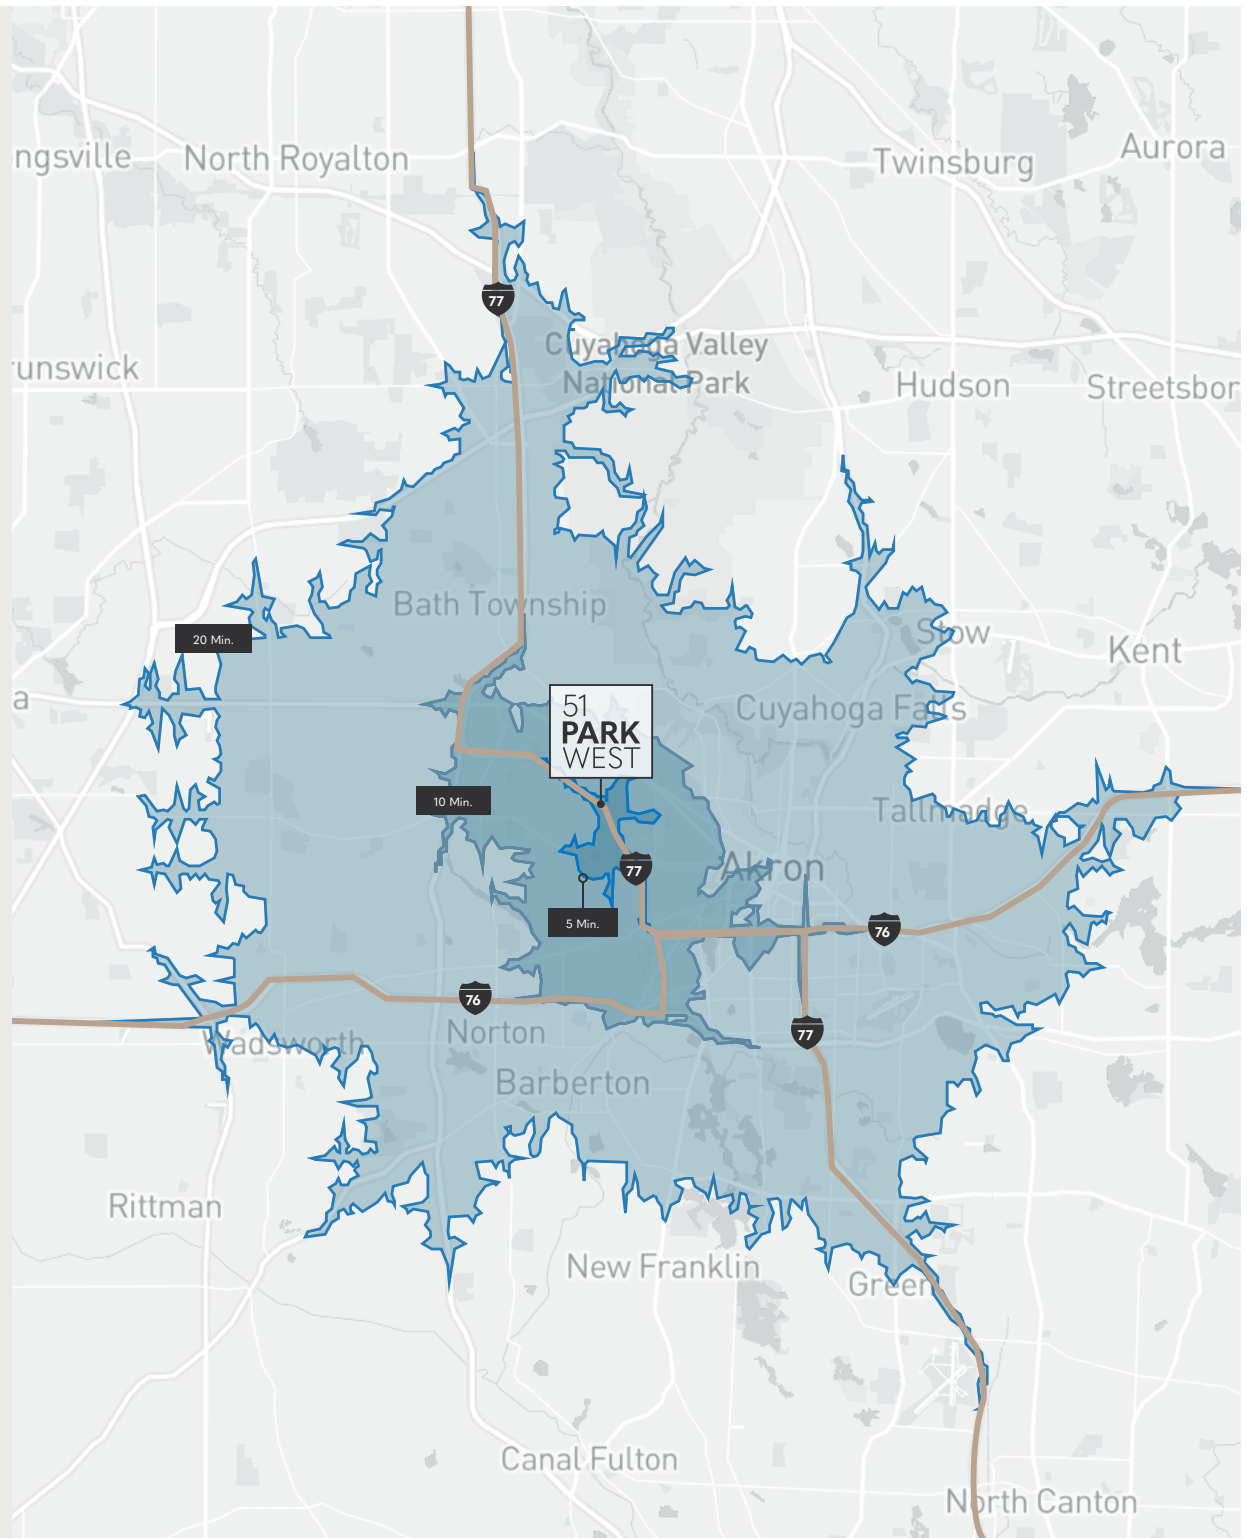 ongsville
North Royalton
Twinsburg
Aurora
77
Cuyahoga Valley
National Park
runswick
Hudson
Streetsbor
Bath Township
20 Min.
Stow
Kent
a
51
PARK
WEST
Cuyahoga Falls
10 Min.
Tallmadge
77
Akron
5 Min.
76
76
Norton
77
Wadsworth
Barberton
Rittman
New Franklin
Green
Canal Fulton
North Canton